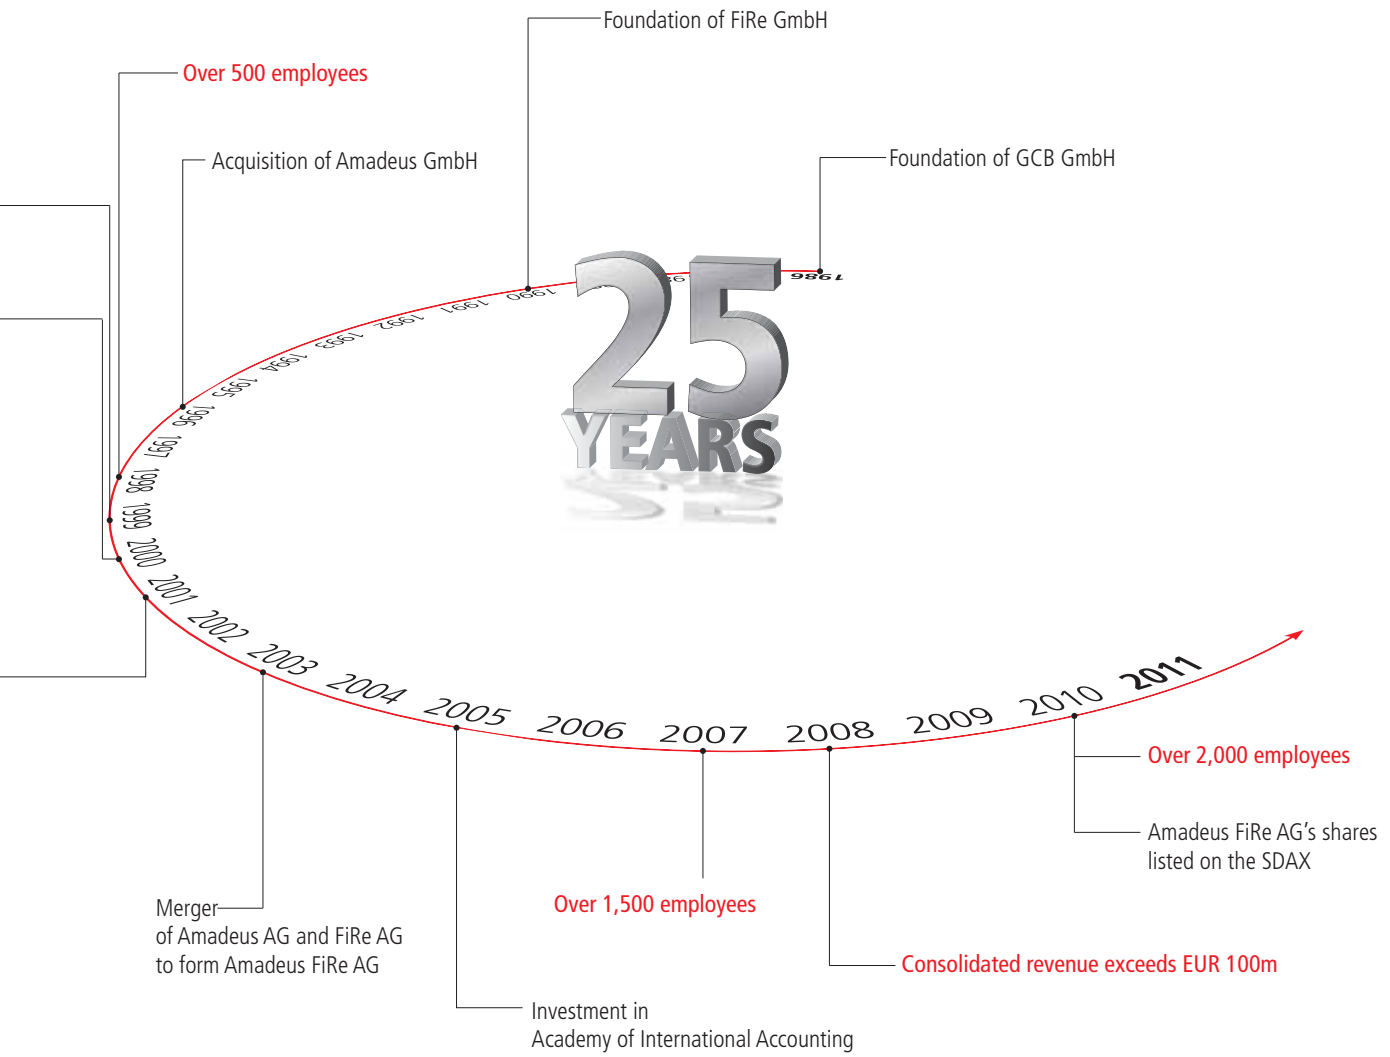 Foundation of FiRe GmbH
Over 500 employees
Acquisition of Amadeus GmbH
Foundation of GCB GmbH
1986
1990
1991
1992
1993
1994
1995
1996
1997
1998
1999
2000
2001
2002
2003
2004
2005
2006
2007
2008
2009
2010
2011
25
YEARS
Over 2,000 employees
Amadeus FiRe AG’s shares
listed on the SDAX
Over 1,500 employees
Merger
of Amadeus AG and FiRe AG
to form Amadeus FiRe AG
Consolidated revenue exceeds EUR 100m
Investment in
Academy of International Accounting